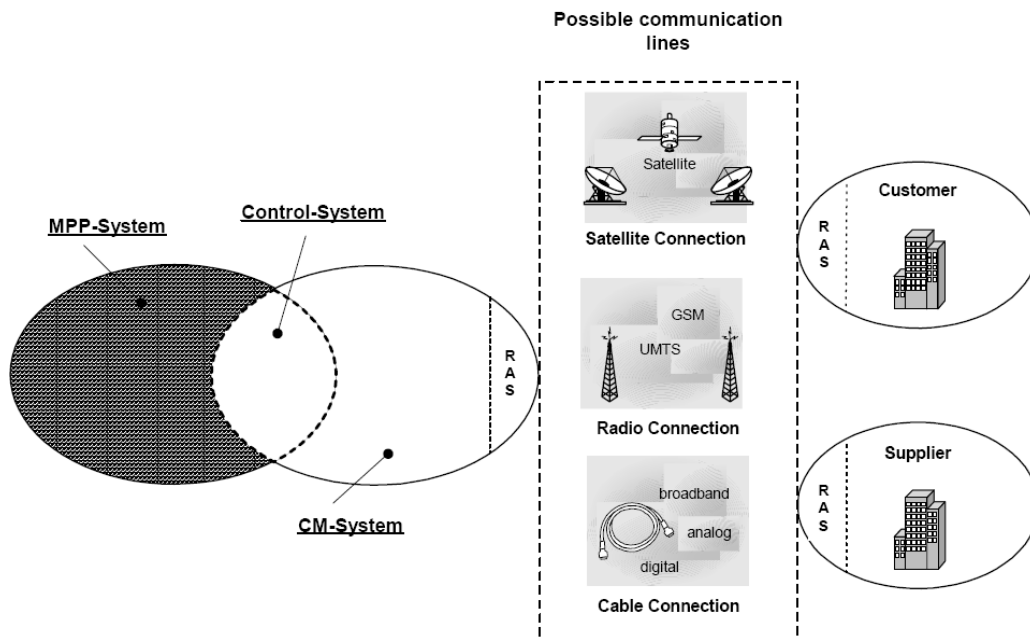 Possible communication
lines
MPP-System
Control-System
CM-System
R
A
S
Satellite
Satellite Connection
GSM
UMTS
Radio Connection
broadband
analog
digital
Cable Connection
R
A
S
Customer
R
A
S
Supplier